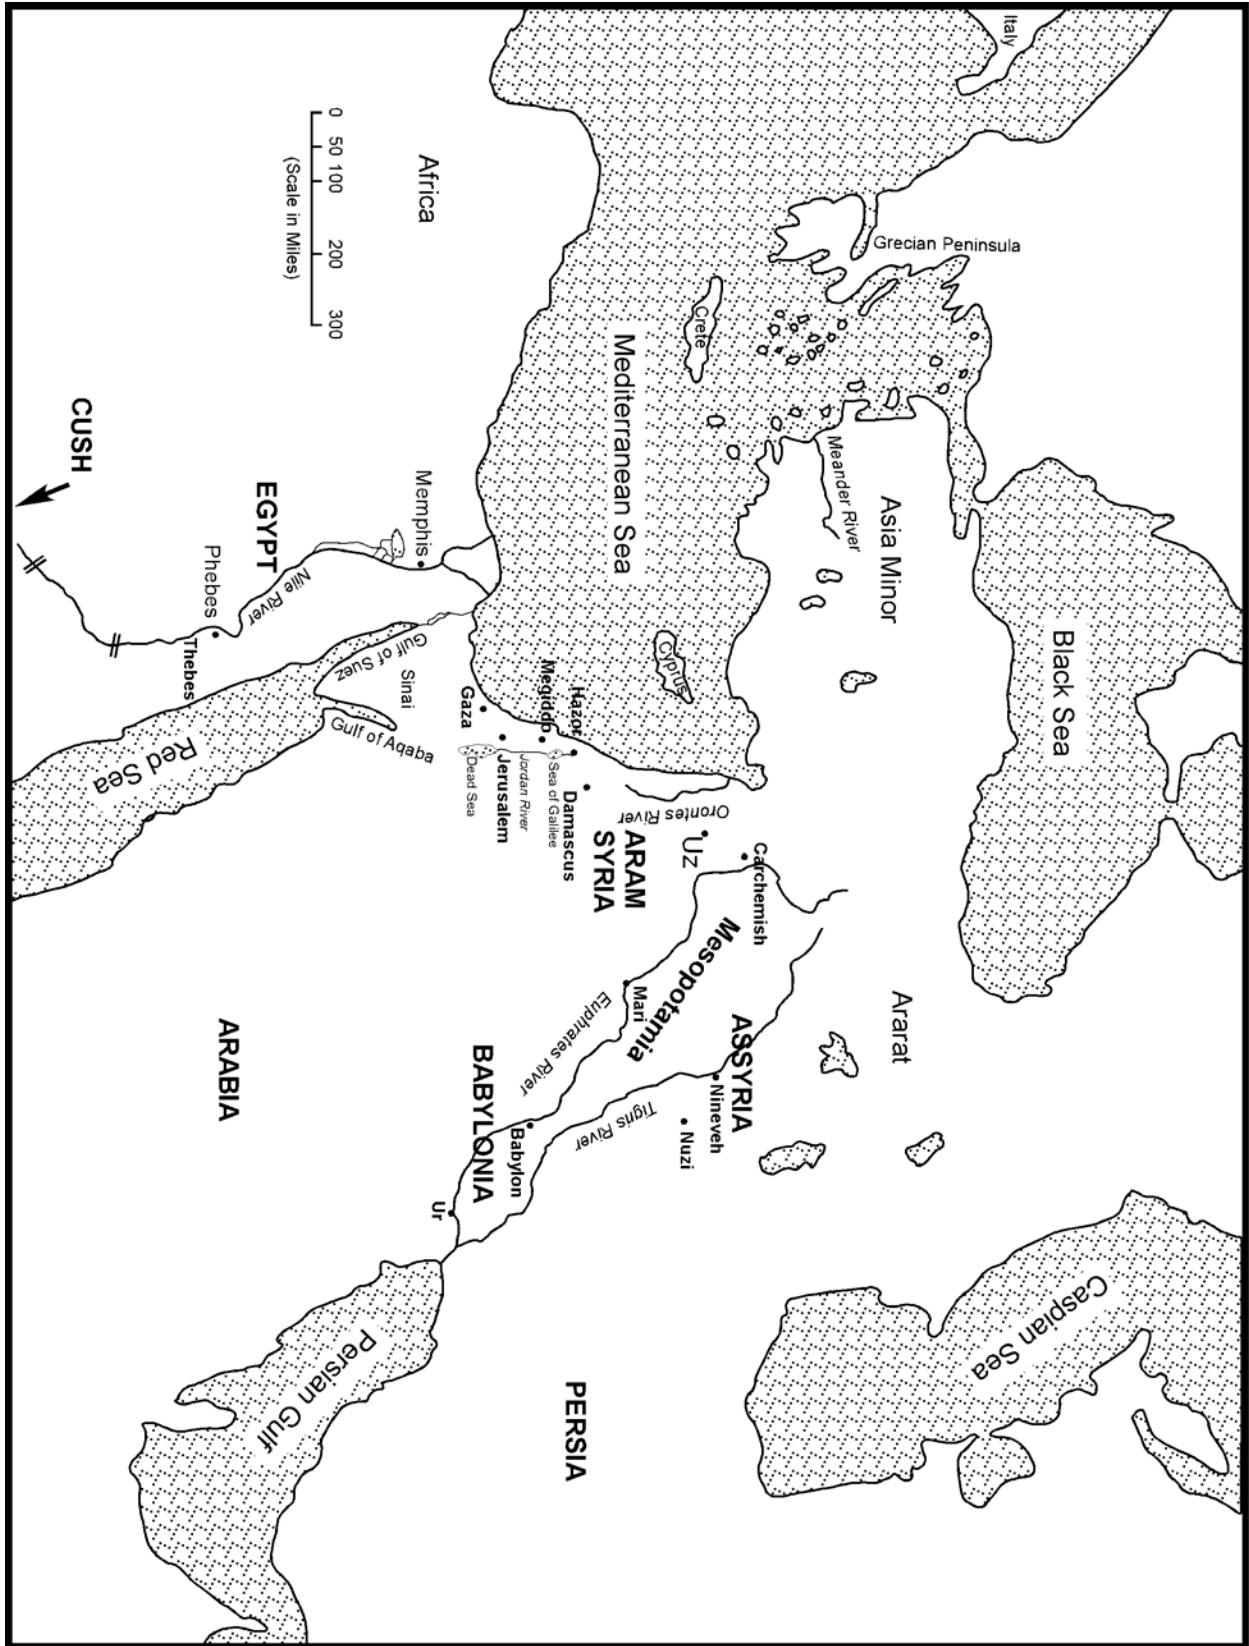 Italy
Grecian Peninsula
Black Sea
Caspian Sea
Asia Minor
Meander River
Ararat
Crete
Mediterranean Sea
Cyprus
Carchemish
Uz
Orontes River
ARAM
SYRIA
Mesopotamia
ASSYRIA
Nineveh
Nuzi
Mari
Tigris River
Euphrates River
Hazor
Damascus
Megiddo
Sea of Galilee
Jordan River
Jerusalem
Gaza
Dead Sea
BABYLONIA
Babylon
Ur
PERSIA
Africa
Memphis
Sinai
Gulf of Suez
Gulf of Aqaba
0 50 100 200 300
(Scale in Miles)
EGYPT
Nile River
Phebes
Thebes
Red Sea
ARABIA
Persian Gulf
CUSH